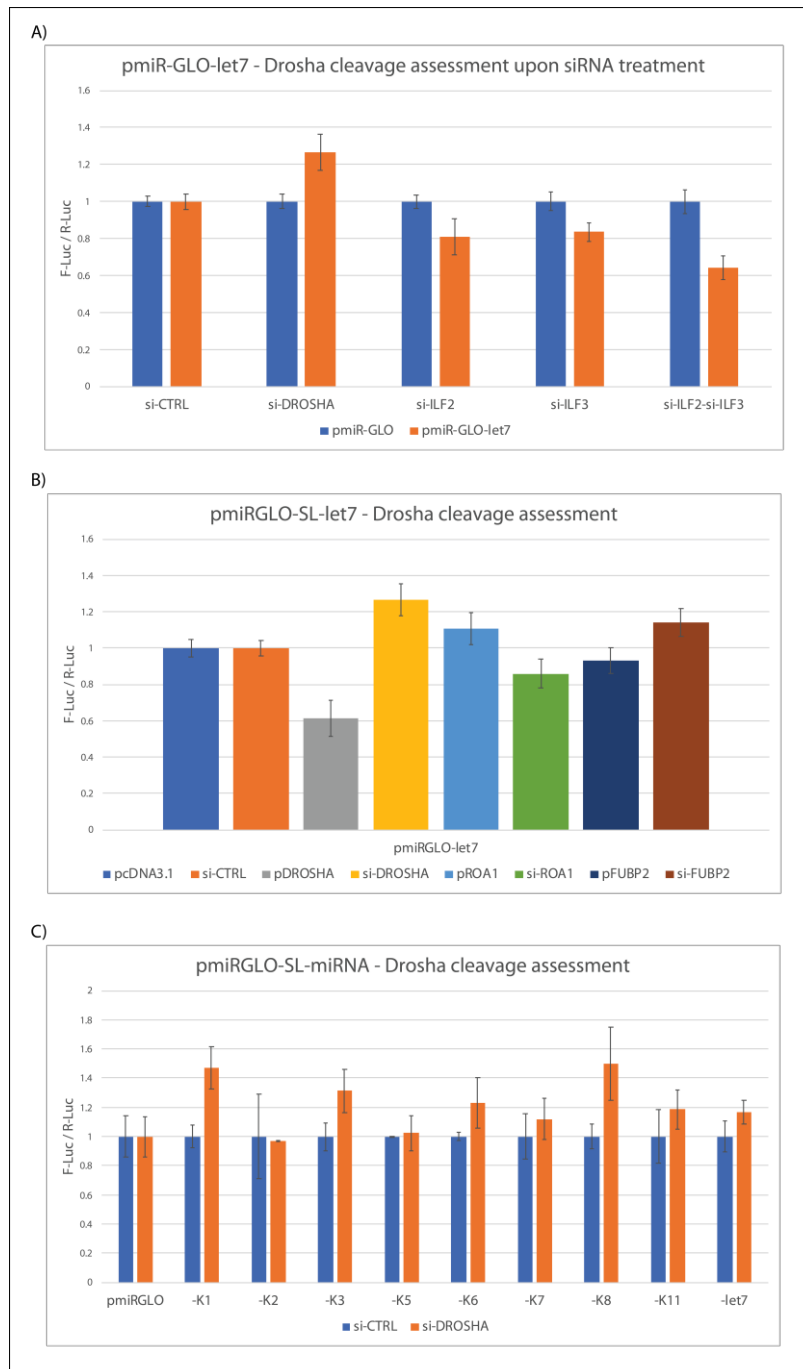 A)
pmiR-GLO-let7 - Drosha cleavage assessment upon siRNA treatment
1.6
1.4
1.2
1
0.8
0.6
0.4
0.2
0
F-Luc / R-Luc
si-CTRL si-DROSHA si-ILF2 si-ILF3 si-ILF2-si-ILF3
pmiR-GLO pmiR-GLO-let7
B)
pmiRGLO-SL-let7 - Drosha cleavage assessment
1.6
1.4
1.2
1
0.8
0.6
0.4
0.2
0
F-Luc / R-Luc
pmiRGLO-let7
pcDNA3.1 si-CTRL pDROSHA si-DROSHA pROA1 si-ROA1 pFUBP2 si-FUBP2
C)
pmiRGLO-SL-miRNA - Drosha cleavage assessment
2
1.8
1.6
1.4
1.2
1
0.8
0.6
0.4
0.2
0
F-Luc / R-Luc
pmiRGLO -K1 -K2 -K3 -K5 -K6 -K7 -K8 -K11 -let7
si-CTRL si-DROSHA